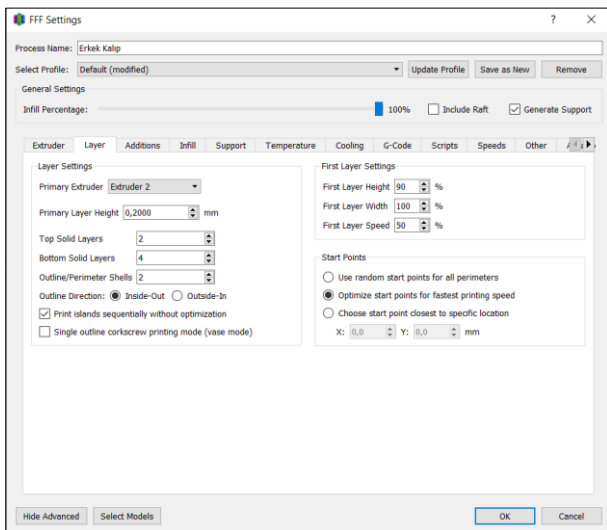 FFF Settings ? ×
Process Name: Erkek Kalıp
Select Profile: Default (modified) Update Profile Save as New Remove
General Settings
Infill Percentage: 100% Include Raft Generate Support
Extruder Layer Additions Infill Support Temperature Cooling G-Code Scripts Speeds Other
Layer Settings
Primary Extruder Extruder 2
Primary Layer Height 0,2000 mm
Top Solid Layers 2
Bottom Solid Layers 4
Outline/Perimeter Shells 2
Outline Direction: Inside-Out Outside-In
Print islands sequentially without optimization
Single outline corkscrew printing mode (vase mode)
First Layer Settings
First Layer Height 90 %
First Layer Width 100 %
First Layer Speed 50 %
Start Points
Use random start points for all perimeters
Optimize start points for fastest printing speed
Choose start point closest to specific location
X: 0,0 Y: 0,0 mm
Hide Advanced Select Models OK Cancel